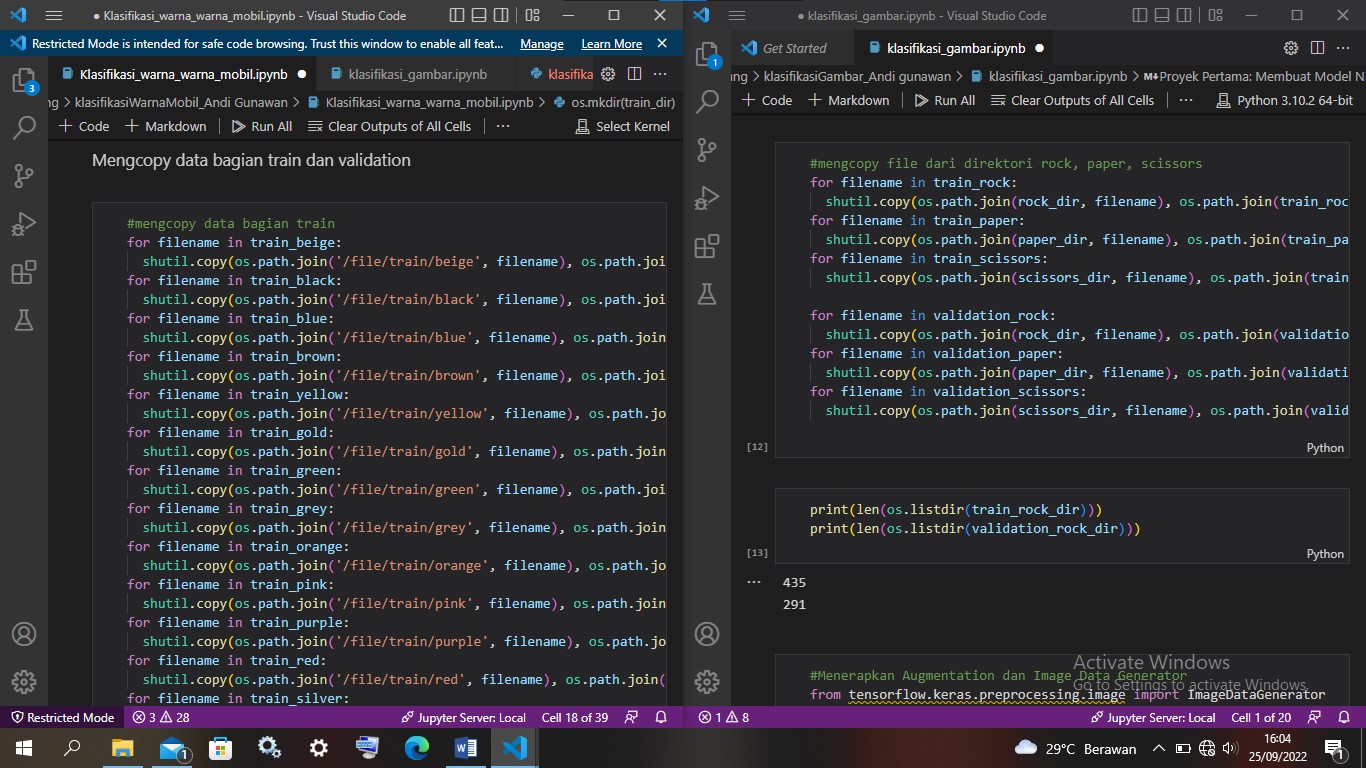 Klasifikasi_warna_warna_mobil.ipynb - Visual Studio Code
Restricted Mode is intended for safe code browsing. Trust this window to enable all feat... Manage Learn More
Klasifikasi_warna_warna_mobil.ipynb klasifikasi_gambar.ipynb klasifika
ng > klasifikasiWarnaMobil_Andi Gunawan > Klasifikasi_warna_warna_mobil.ipynb > os.mkdir(train_dir)
+ Code + Markdown Run All Clear Outputs of All Cells ... Select Kernel
Mengcopy data bagian train dan validation
#mengcopy data bagian train
for filename in train_beige:
shutil.copy(os.path.join('/file/train/beige', filename), os.path.joi
for filename in train_black:
shutil.copy(os.path.join('/file/train/black', filename), os.path.joi
for filename in train_blue:
shutil.copy(os.path.join('/file/train/blue', filename), os.path.join
for filename in train_brown:
shutil.copy(os.path.join('/file/train/brown', filename), os.path.joi
for filename in train_yellow:
shutil.copy(os.path.join('/file/train/yellow', filename), os.path.jo
for filename in train_gold:
shutil.copy(os.path.join('/file/train/gold', filename), os.path.join
for filename in train_green:
shutil.copy(os.path.join('/file/train/green', filename), os.path.joi
for filename in train_grey:
shutil.copy(os.path.join('/file/train/grey', filename), os.path.join
for filename in train_orange:
shutil.copy(os.path.join('/file/train/orange', filename), os.path.jo
for filename in train_pink:
shutil.copy(os.path.join('/file/train/pink', filename), os.path.join
for filename in train_purple:
shutil.copy(os.path.join('/file/train/purple', filename), os.path.jo
for filename in train_red:
shutil.copy(os.path.join('/file/train/red', filename), os.path.join(
for filename in train_silver:
3
Restricted Mode 3 28 Jupyter Server: Local Cell 18 of 39
klasifikasi_gambar.ipynb - Visual Studio Code
Get Started klasifikasi_gambar.ipynb
ng > klasifikasiGambar_Andi gunawan > klasifikasi_gambar.ipynb > M↓Proyek Pertama: Membuat Model N
+ Code + Markdown Run All Clear Outputs of All Cells ... Python 3.10.2 64-bit
1
#mengcopy file dari direktori rock, paper, scissors
for filename in train_rock:
shutil.copy(os.path.join(rock_dir, filename), os.path.join(train_roc
for filename in train_paper:
shutil.copy(os.path.join(paper_dir, filename), os.path.join(train_pa
for filename in train_scissors:
shutil.copy(os.path.join(scissors_dir, filename), os.path.join(train
for filename in validation_rock:
shutil.copy(os.path.join(rock_dir, filename), os.path.join(validatio
for filename in validation_paper:
shutil.copy(os.path.join(paper_dir, filename), os.path.join(validati
for filename in validation_scissors:
shutil.copy(os.path.join(scissors_dir, filename), os.path.join(valid
[12] Python
print(len(os.listdir(train_rock_dir)))
print(len(os.listdir(validation_rock_dir)))
[13] Python
... 435
291
#Menerapkan Augmentation dan Image Data Generator
from tensorflow.keras.preprocessing.image import ImageDataGenerator
Activate Windows
Go to Settings to activate Windows.
1 8 Jupyter Server: Local Cell 1 of 20
1
29°C Berawan
16:04
25/09/2022
1